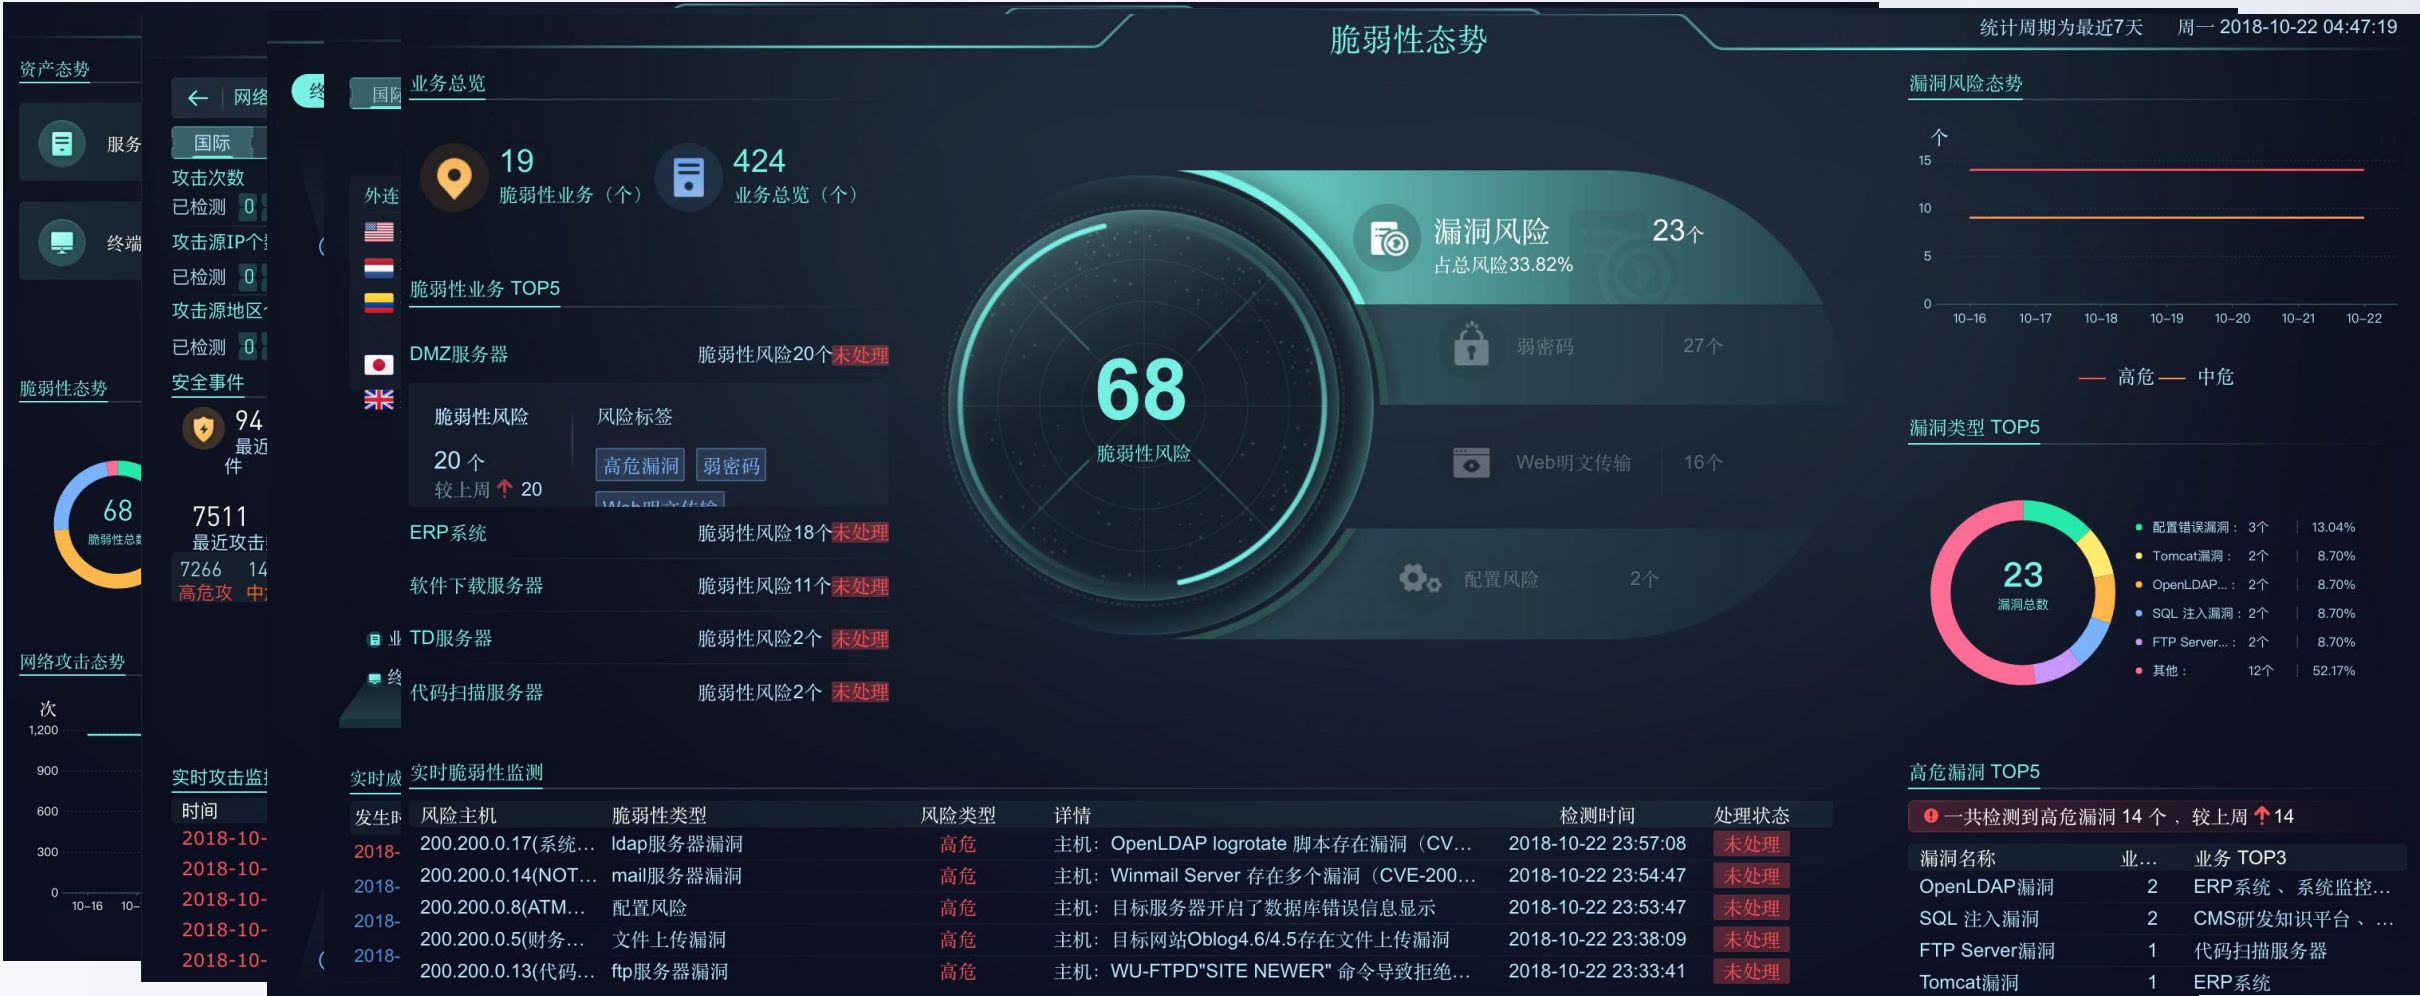 脆弱性态势
统计周期为最近7天 周一 2018-10-22 04:47:19
资产态势
服务
终端
脆弱性态势
68
脆弱性总数
网络攻击态势
次
1,200
900
600
300
0
10-16 10-
网络
国际
攻击次数
已检测 0
攻击源IP个数
已检测 0
攻击源地区个
已检测 0
安全事件
94
最近
件
7511
最近攻击
7266 14
高危攻 中
实时攻击监
时间
2018-10-
2018-10-
2018-10-
2018-10-
2018-10-
终
国际
外连
业
终
实时威
发生时
2018-
2018-
2018-
2018-
业务总览
19
脆弱性业务（个）
424
业务总览（个）
脆弱性业务 TOP5
DMZ服务器 脆弱性风险20个 未处理
脆弱性风险 风险标签
20 个 高危漏洞 弱密码
较上周 20 Web明文传输
ERP系统 脆弱性风险18个 未处理
软件下载服务器 脆弱性风险11个 未处理
TD服务器 脆弱性风险2个 未处理
代码扫描服务器 脆弱性风险2个 未处理
68
脆弱性风险
漏洞风险 23个
占总风险33.82%
弱密码 27个
Web明文传输 16个
配置风险 2个
实时脆弱性监测
风险主机 脆弱性类型 风险类型 详情 检测时间 处理状态
200.200.0.17(系统... ldap服务器漏洞 高危 主机：OpenLDAP logrotate 脚本存在漏洞（CV... 2018-10-22 23:57:08 未处理
200.200.0.14(NOT... mail服务器漏洞 高危 主机：Winmail Server 存在多个漏洞（CVE-200... 2018-10-22 23:54:47 未处理
200.200.0.8(ATM... 配置风险 高危 主机：目标服务器开启了数据库错误信息显示 2018-10-22 23:53:47 未处理
200.200.0.5(财务... 文件上传漏洞 高危 主机：目标网站Oblog4.6/4.5存在文件上传漏洞 2018-10-22 23:38:09 未处理
200.200.0.13(代码... ftp服务器漏洞 高危 主机：WU-FTPD"SITE NEWER" 命令导致拒绝... 2018-10-22 23:33:41 未处理
漏洞风险态势
个
15
10
5
0
10-16 10-17 10-18 10-19 10-20 10-21 10-22
高危 中危
漏洞类型 TOP5
23
漏洞总数
配置错误漏洞： 3个 13.04%
Tomcat漏洞： 2个 8.70%
OpenLDAP...： 2个 8.70%
SQL 注入漏洞： 2个 8.70%
FTP Server...： 2个 8.70%
其他： 12个 52.17%
高危漏洞 TOP5
一共检测到高危漏洞 14 个 ，较上周 14
漏洞名称 业... 业务 TOP3
OpenLDAP漏洞 2 ERP系统 、系统监控...
SQL 注入漏洞 2 CMS研发知识平台 、...
FTP Server漏洞 1 代码扫描服务器
Tomcat漏洞 1 ERP系统